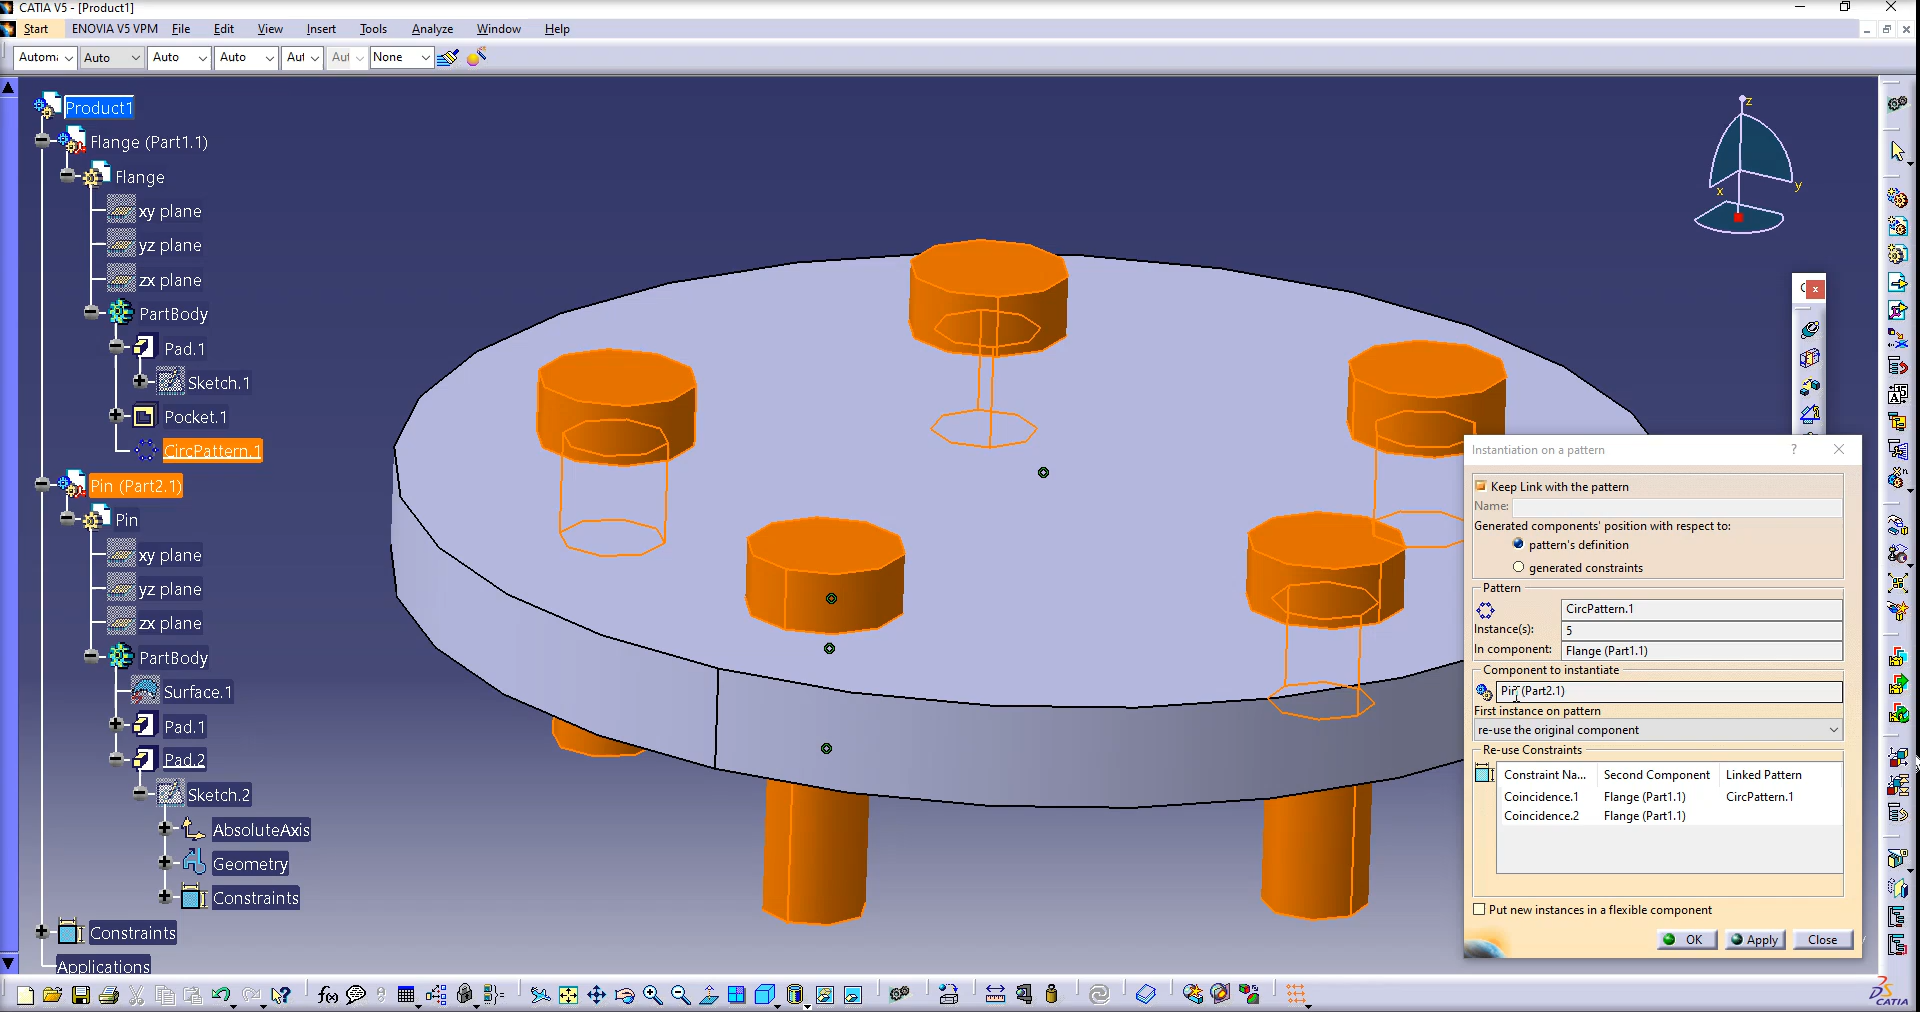 CATIA V5 - [Product1]
Start ENOVIA V5 VPM File Edit View Insert Tools Analyze Window Help
Auto Auto Auto None
Product1
Flange (Part1.1)
Flange
xy plane
yz plane
zx plane
PartBody
Pad.1
Sketch.1
Pocket.1
CircPattern.1
Pin (Part2.1)
Pin
xy plane
yz plane
zx plane
PartBody
Surface.1
Pad.1
Pad.2
Sketch.2
AbsoluteAxis
Geometry
Constraints
Constraints
Applications
z
x
y
Instantiation on a pattern
Keep Link with the pattern
Name:
Generated components' position with respect to:
pattern's definition
generated constraints
Pattern
CircPattern.1
Instance(s): 5
In component: Flange (Part1.1)
Component to instantiate
Pin (Part2.1)
First instance on pattern
re-use the original component
Re-use Constraints
Constraint Na... Second Component Linked Pattern
Coincidence.1 Flange (Part1.1) CircPattern.1
Coincidence.2 Flange (Part1.1)
Put new instances in a flexible component
OK Apply Close
CATIA